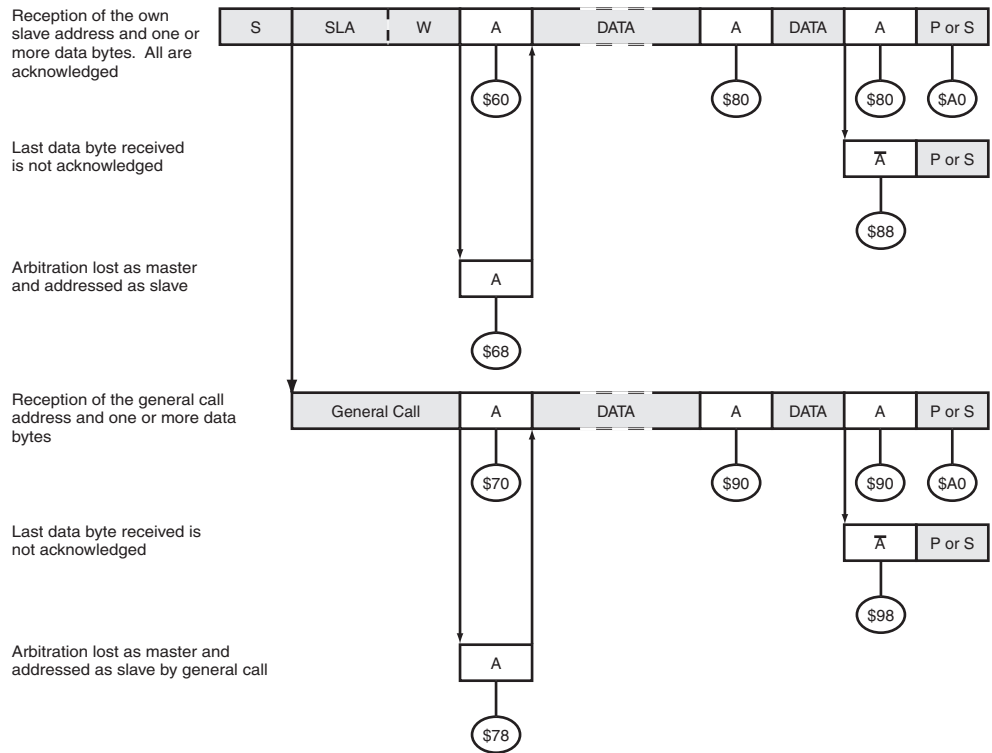 Reception of the own
slave address and one or
more data bytes. All are
acknowledged
S SLA W A DATA A DATA A P or S
$60 $80 $80 $A0
Last data byte received
is not acknowledged
A̅ P or S
$88
Arbitration lost as master
and addressed as slave
A
$68
Reception of the general call
address and one or more data
bytes
General Call A DATA A DATA A P or S
$70 $90 $90 $A0
Last data byte received is
not acknowledged
A̅ P or S
$98
Arbitration lost as master and
addressed as slave by general call
A
$78